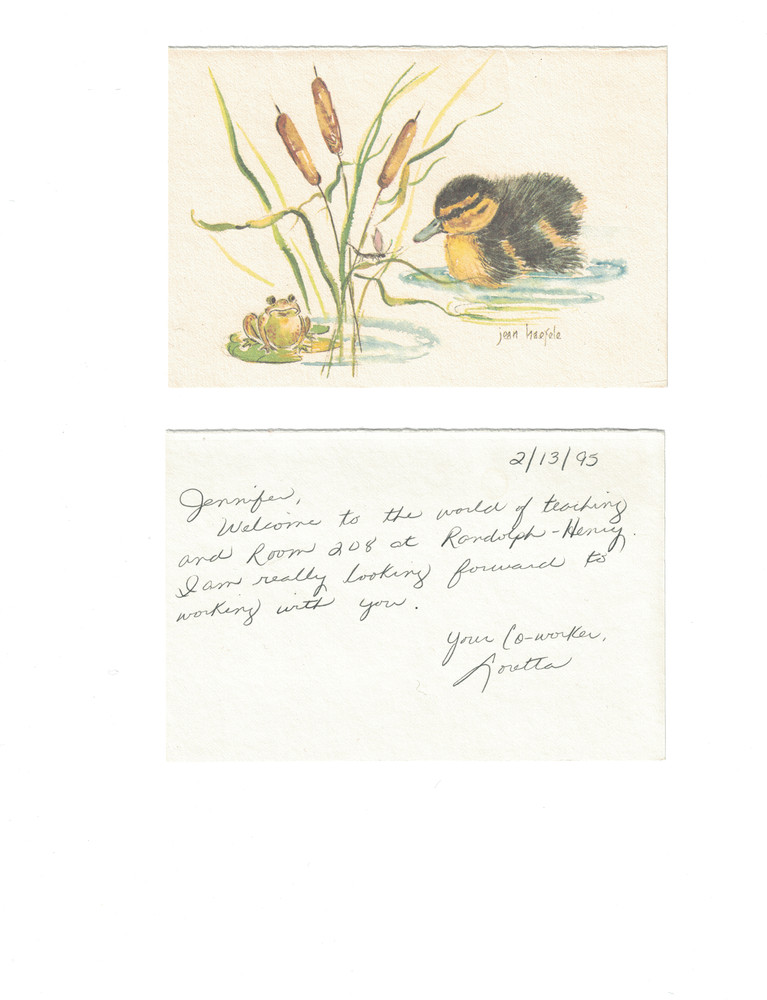 jean haefele
2/13/95
Jennifer,
Welcome to the world of teaching
and Room 208 at Randolph-Henry.
I am really looking forward to
working with you.
Your Co-worker,
Loretta